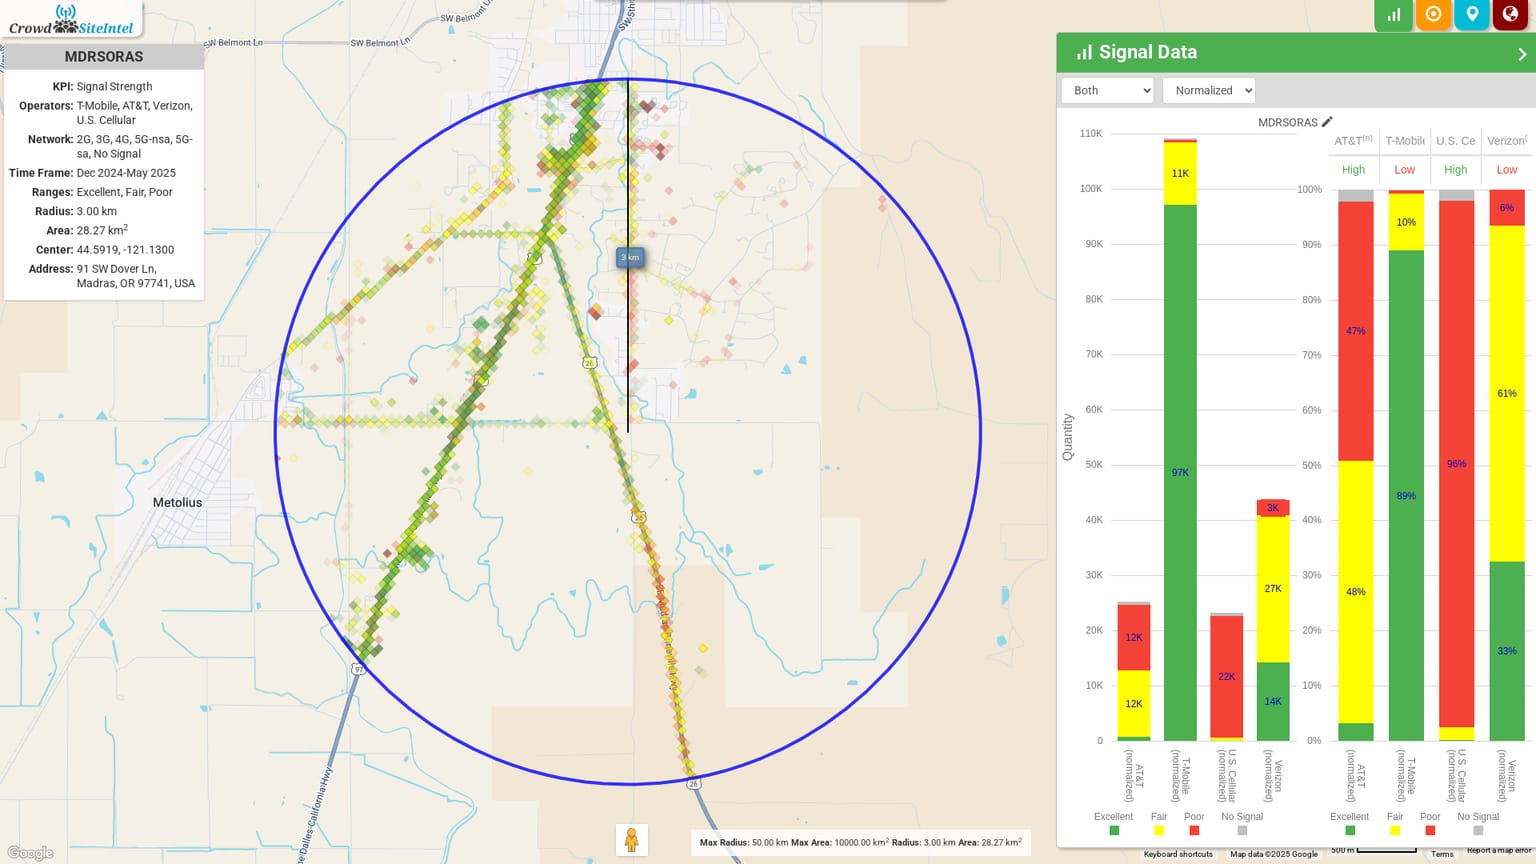 Crowd SiteIntel
MDRSORAS
KPI: Signal Strength
Operators: T-Mobile, AT&T, Verizon,
U.S. Cellular
Network: 2G, 3G, 4G, 5G-nsa, 5G-
sa, No Signal
Time Frame: Dec 2024-May 2025
Ranges: Excellent, Fair, Poor
Radius: 3.00 km
Area: 28.27 km2
Center: 44.5919, -121.1300
Address: 91 SW Dover Ln,
Madras, OR 97741, USA
SW Belmont Ln
SW Belmont Ln
SW Belmont Ln
SW 5th
3 km
26
26
26
97
Metolius
Dalles-California Hwy
Google
Max Radius: 50.00 km Max Area: 10000.00 km2 Radius: 3.00 km Area: 28.27 km2
Signal Data
Both
Normalized
MDRSORAS
Quantity
110K
100K
90K
80K
70K
60K
50K
40K
30K
20K
10K
0
12K
12K
11K
97K
22K
3K
27K
14K
AT&T (normalized)
T-Mobile (normalized)
U.S. Cellular (normalized)
Verizon (normalized)
Excellent Fair Poor No Signal
AT&T(n) T-Mobile U.S. Ce Verizon(
High Low High Low
100%
90%
80%
70%
60%
50%
40%
30%
20%
10%
0%
47%
48%
10%
89%
96%
6%
61%
33%
AT&T (normalized)
T-Mobile (normalized)
U.S. Cellular (normalized)
Verizon (normalized)
Excellent Fair Poor No Signal
Keyboard shortcuts Map data ©2025 Google 500 m Terms Report a map error